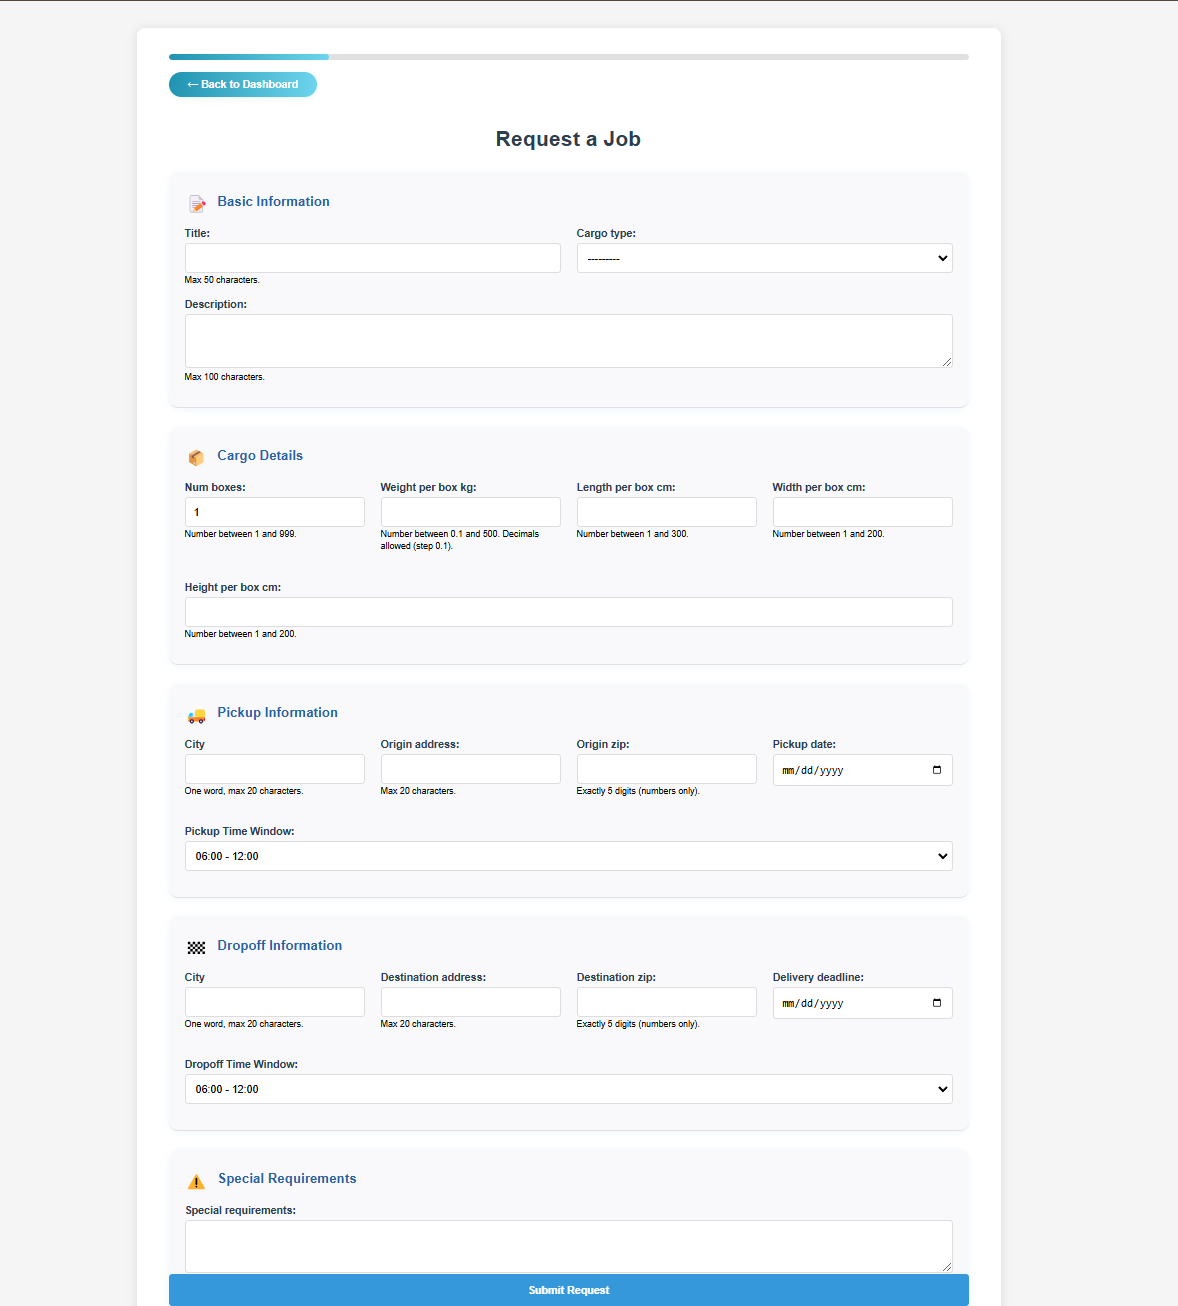 ← Back to Dashboard
Request a Job
Basic Information
Title:
Cargo type:
---------
Max 50 characters.
Description:
Max 100 characters.
Cargo Details
Num boxes:
Weight per box kg:
Length per box cm:
Width per box cm:
1
Number between 1 and 999.
Number between 0.1 and 500. Decimals
allowed (step 0.1).
Number between 1 and 300.
Number between 1 and 200.
Height per box cm:
Number between 1 and 200.
Pickup Information
City
Origin address:
Origin zip:
Pickup date:
mm/dd/yyyy
One word, max 20 characters.
Max 20 characters.
Exactly 5 digits (numbers only).
Pickup Time Window:
06:00 - 12:00
Dropoff Information
City
Destination address:
Destination zip:
Delivery deadline:
mm/dd/yyyy
One word, max 20 characters.
Max 20 characters.
Exactly 5 digits (numbers only).
Dropoff Time Window:
06:00 - 12:00
Special Requirements
Special requirements:
Submit Request